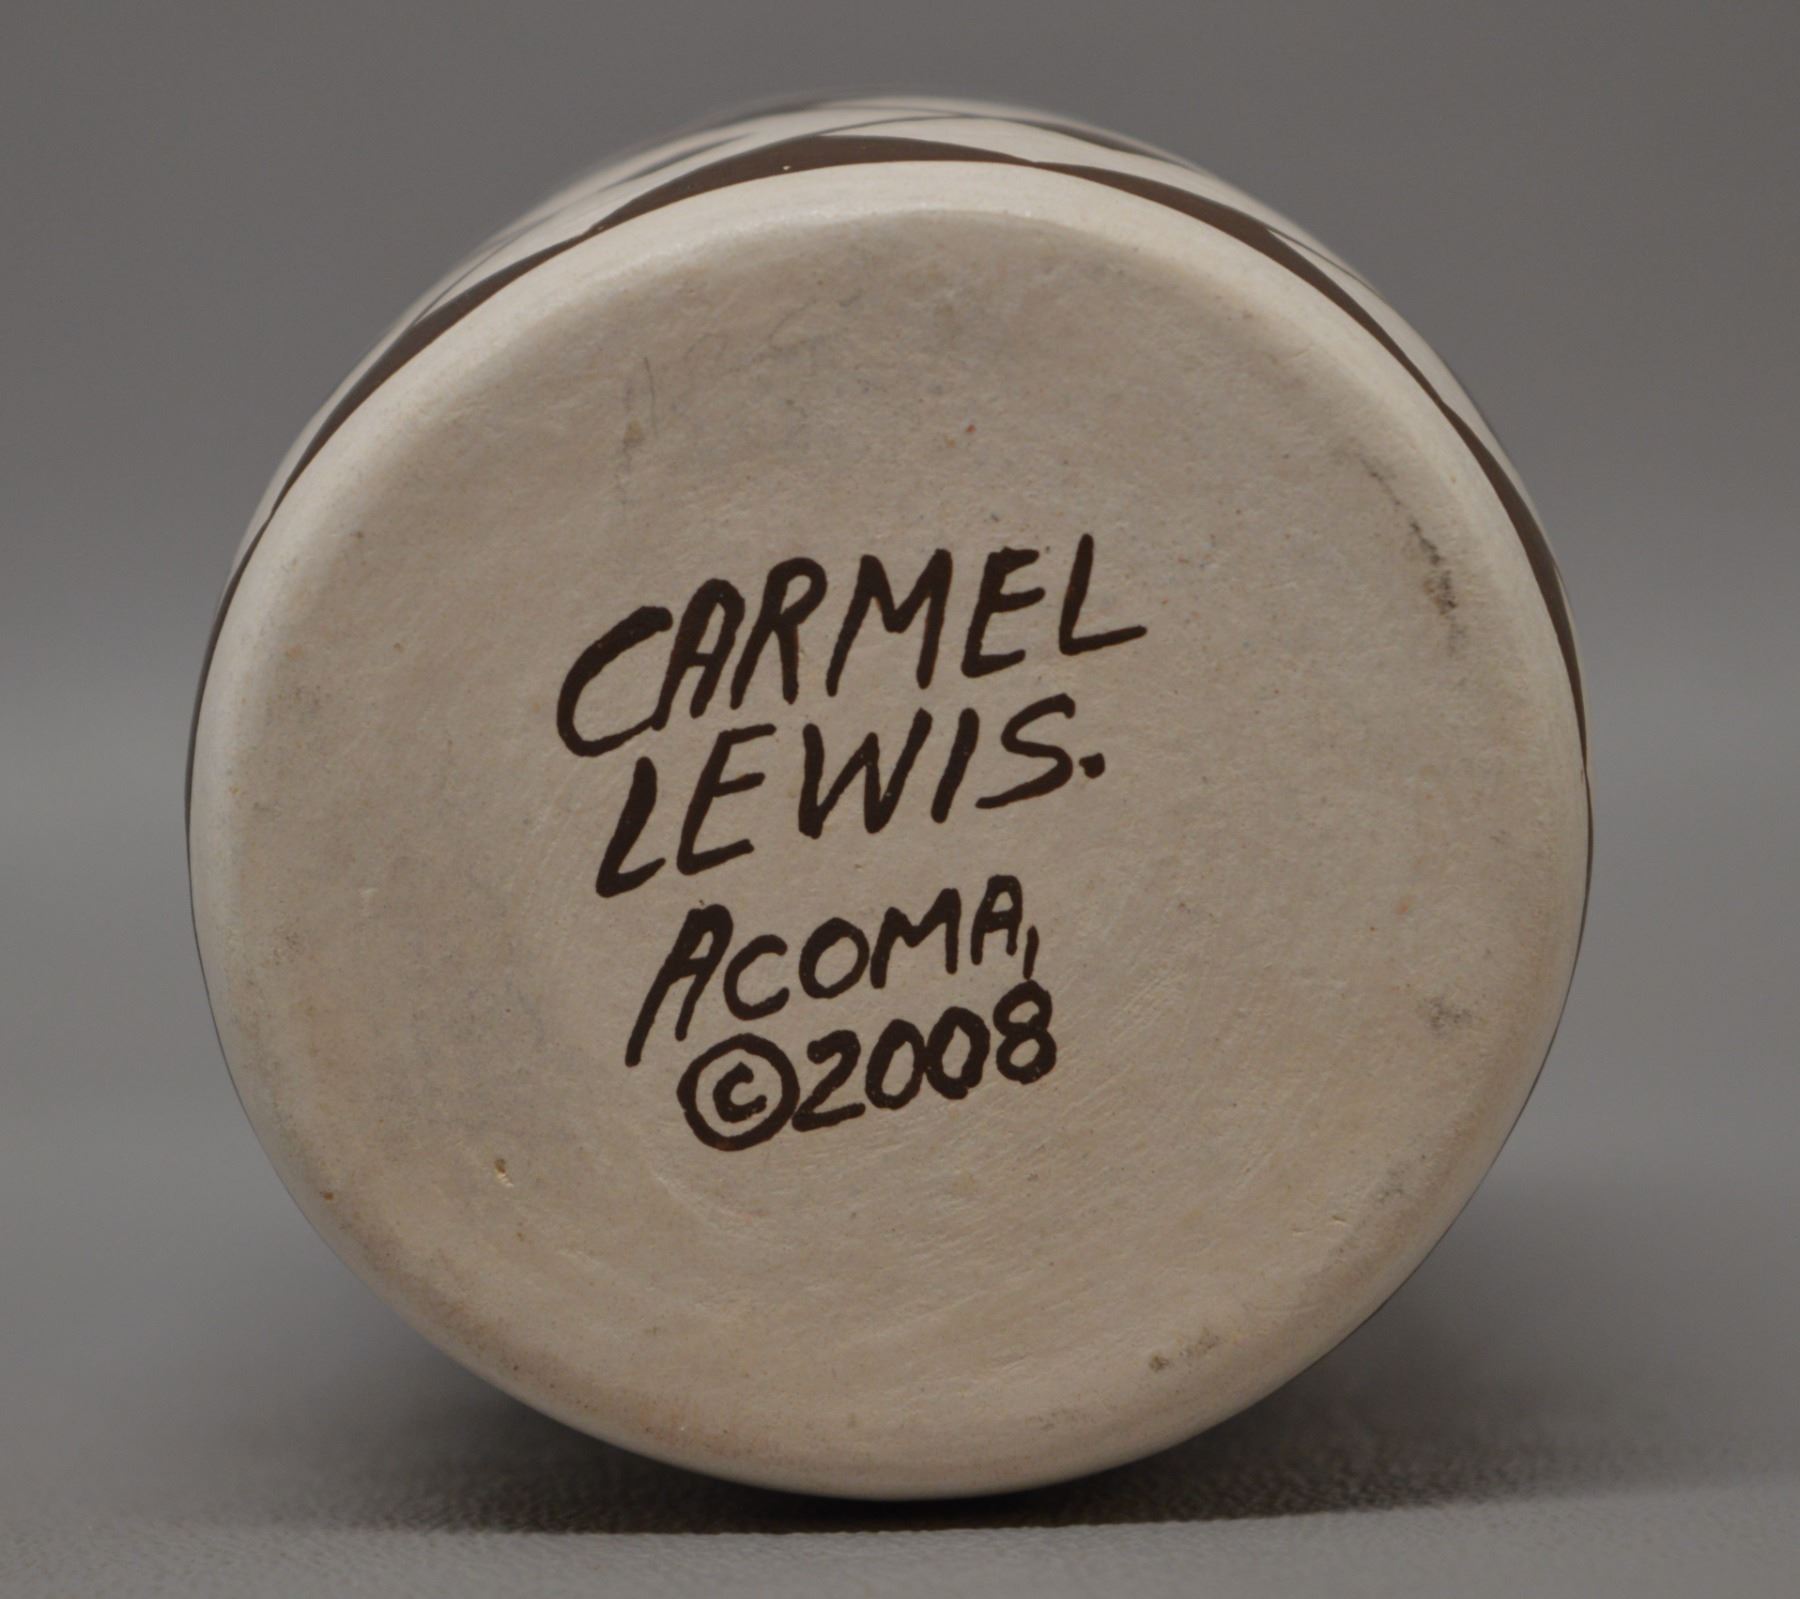 CARMEL
LEWIS.
ACOMA,
©2008